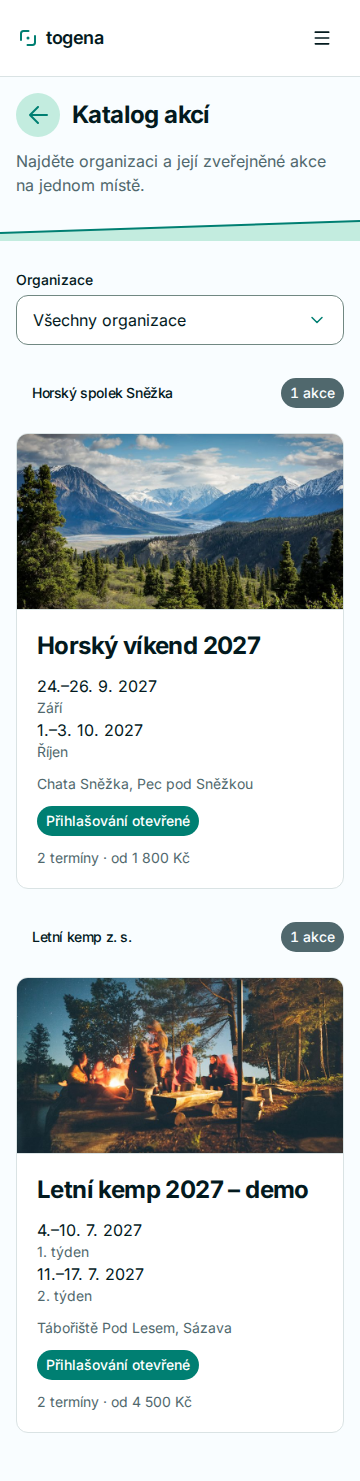 togena
Katalog akcí
Najděte organizaci a její zveřejněné akce
na jednom místě.
Organizace
Všechny organizace
Horský spolek Sněžka
1 akce
Horský víkend 2027
24.–26. 9. 2027
Září
1.–3. 10. 2027
Říjen
Chata Sněžka, Pec pod Sněžkou
Přihlašování otevřené
2 termíny · od 1 800 Kč
Letní kemp z. s.
1 akce
Letní kemp 2027 – demo
4.–10. 7. 2027
1. týden
11.–17. 7. 2027
2. týden
Tábořiště Pod Lesem, Sázava
Přihlašování otevřené
2 termíny · od 4 500 Kč